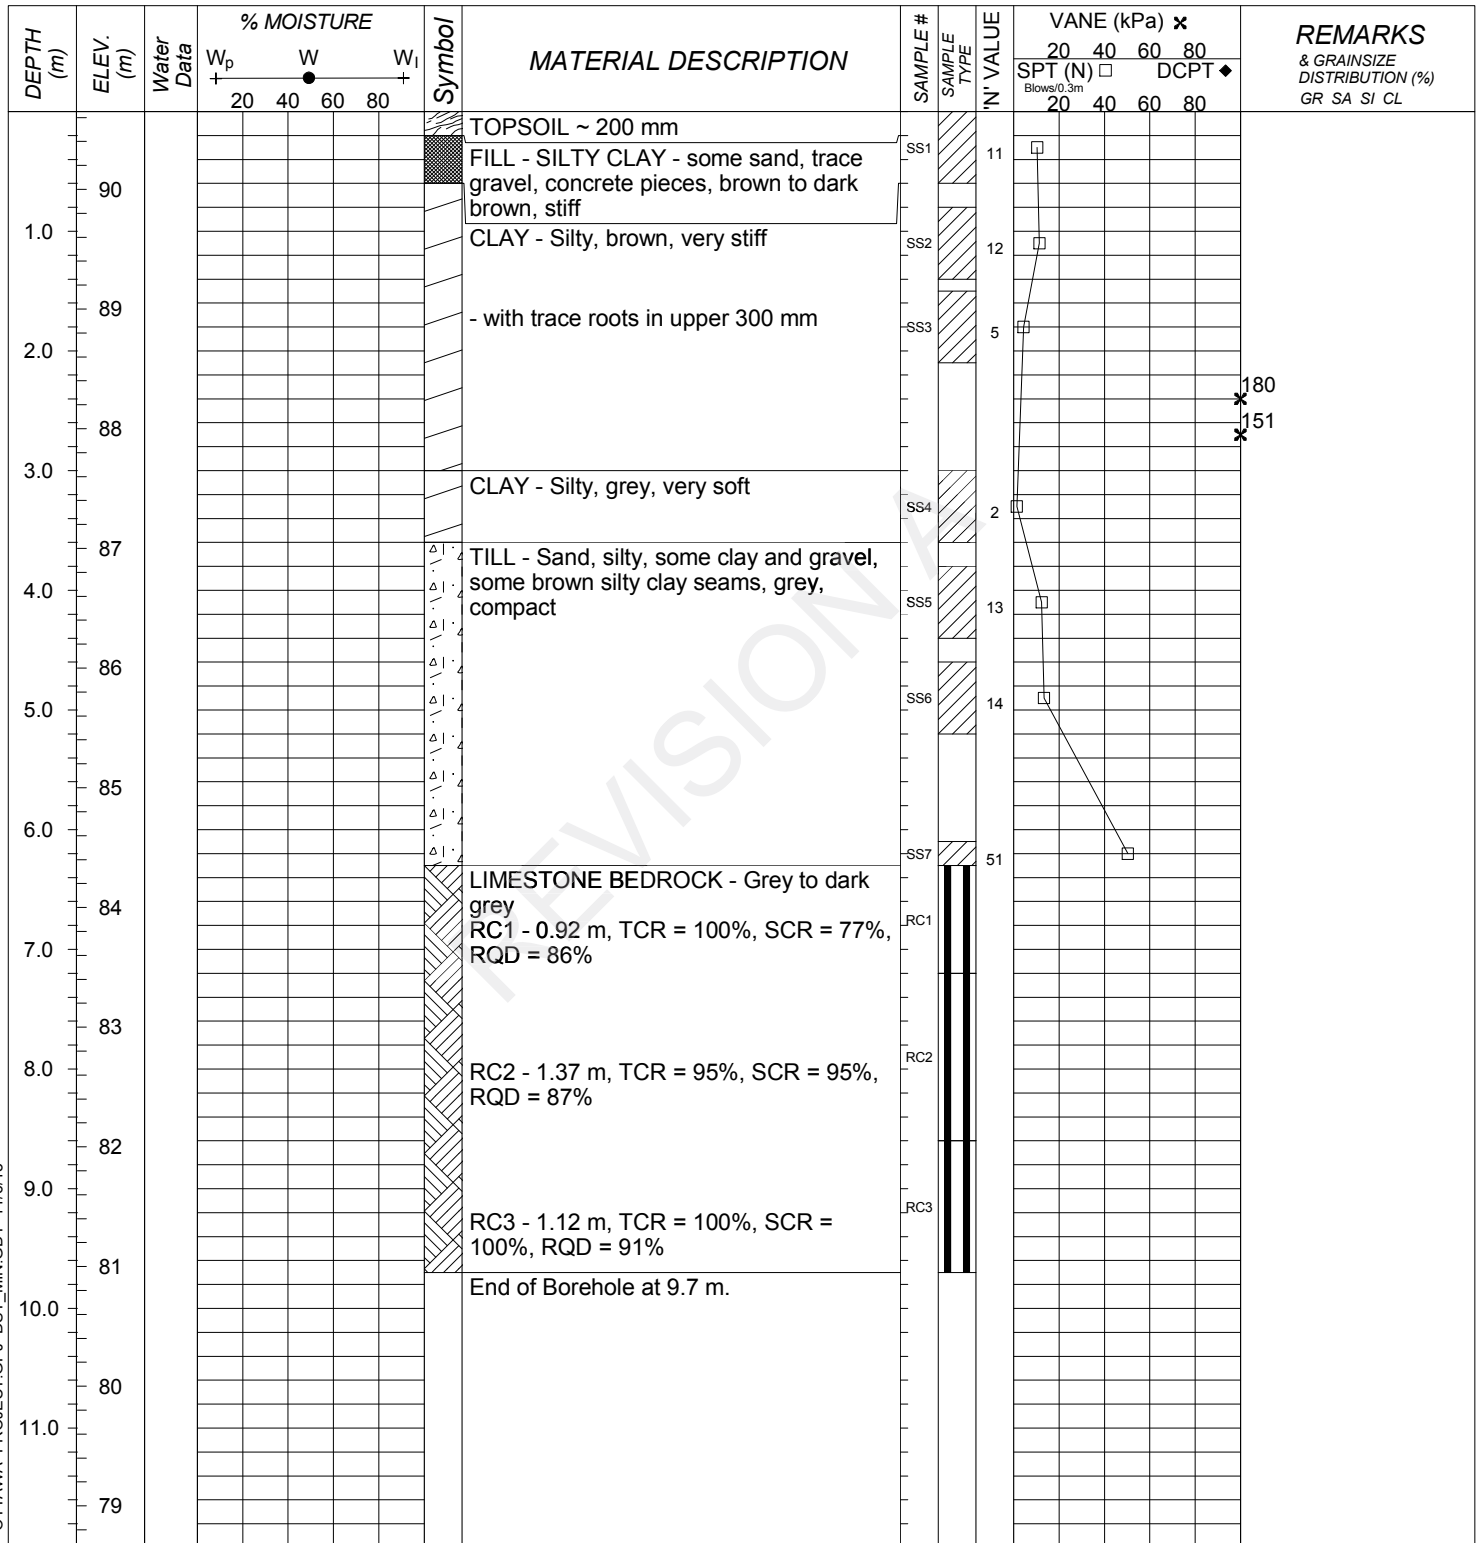 DEPTH (m)
ELEV. (m)
Water Data
% MOISTURE
Wp W Wl
20 40 60 80
Symbol
MATERIAL DESCRIPTION
SAMPLE #
SAMPLE TYPE
'N' VALUE
VANE (kPa)
20 40 60 80
SPT (N) DCPT
Blows/0.3m
20 40 60 80
REMARKS
& GRAINSIZE
DISTRIBUTION (%)
GR SA SI CL
TOPSOIL ~ 200 mm
SS1 11
FILL - SILTY CLAY - some sand, trace
gravel, concrete pieces, brown to dark
brown, stiff
90
1.0
CLAY - Silty, brown, very stiff
SS2 12
89
- with trace roots in upper 300 mm
SS3 5
2.0
180
151
88
3.0
CLAY - Silty, grey, very soft
SS4 2
87
TILL - Sand, silty, some clay and gravel,
some brown silty clay seams, grey,
compact
4.0
SS5 13
86
SS6 14
5.0
85
6.0
SS7 51
LIMESTONE BEDROCK - Grey to dark
grey
84
RC1
RC1 - 0.92 m, TCR = 100%, SCR = 77%,
RQD = 86%
7.0
83
RC2
8.0
RC2 - 1.37 m, TCR = 95%, SCR = 95%,
RQD = 87%
82
9.0
RC3
RC3 - 1.12 m, TCR = 100%, SCR =
100%, RQD = 91%
81
End of Borehole at 9.7 m.
10.0
80
11.0
79
REVISION A